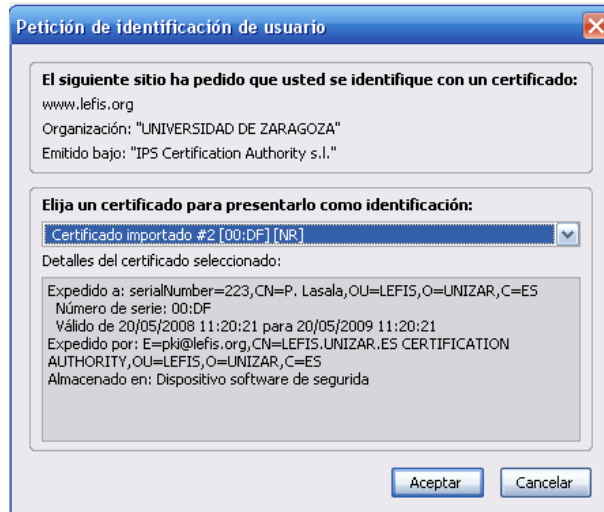 Petición de identificación de usuario
El siguiente sitio ha pedido que usted se identifique con un certificado:
www.lefis.org
Organización: "UNIVERSIDAD DE ZARAGOZA"
Emitido bajo: "IPS Certification Authority s.l."
Elija un certificado para presentarlo como identificación:
Certificado importado #2 [00:DF] [NR]
Detalles del certificado seleccionado:
Expedido a: serialNumber=223,CN=P. Lasala,OU=LEFIS,O=UNIZAR,C=ES
Número de serie: 00:DF
Válido de 20/05/2008 11:20:21 para 20/05/2009 11:20:21
Expedido por: E=pki@lefis.org,CN=LEFIS.UNIZAR.ES CERTIFICATION
AUTHORITY,OU=LEFIS,O=UNIZAR,C=ES
Almacenado en: Dispositivo software de segurida
Aceptar
Cancelar